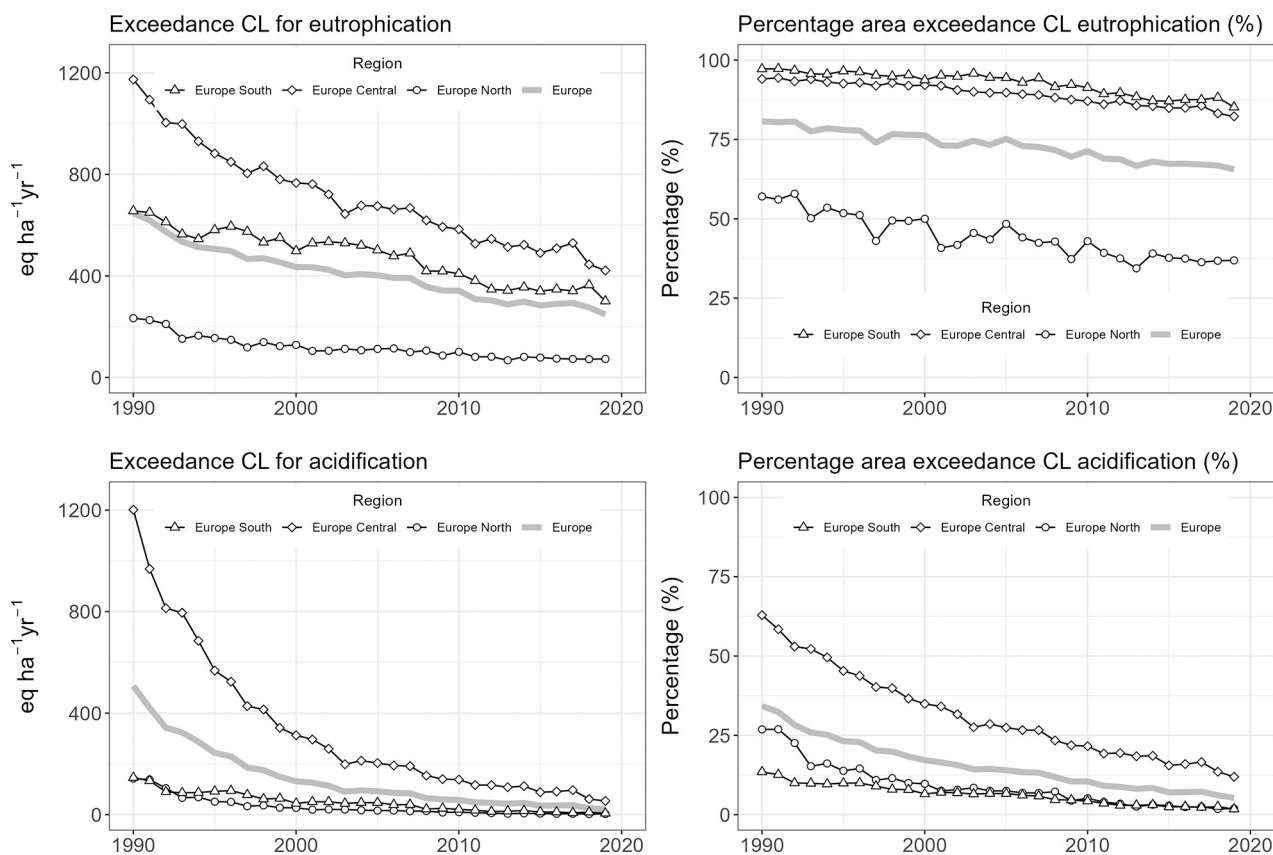 Exceedance CL for eutrophication
eq ha⁻¹yr⁻¹
1200
800
400
0
Region
Europe South Europe Central Europe North Europe
1990 2000 2010 2020
Percentage area exceedance CL eutrophication (%)
Percentage (%)
100
75
50
25
0
Region
Europe South Europe Central Europe North Europe
1990 2000 2010 2020
Exceedance CL for acidification
eq ha⁻¹yr⁻¹
1200
800
400
0
Region
Europe South Europe Central Europe North Europe
1990 2000 2010 2020
Percentage area exceedance CL acidification (%)
Percentage (%)
100
75
50
25
0
Region
Europe South Europe Central Europe North Europe
1990 2000 2010 2020